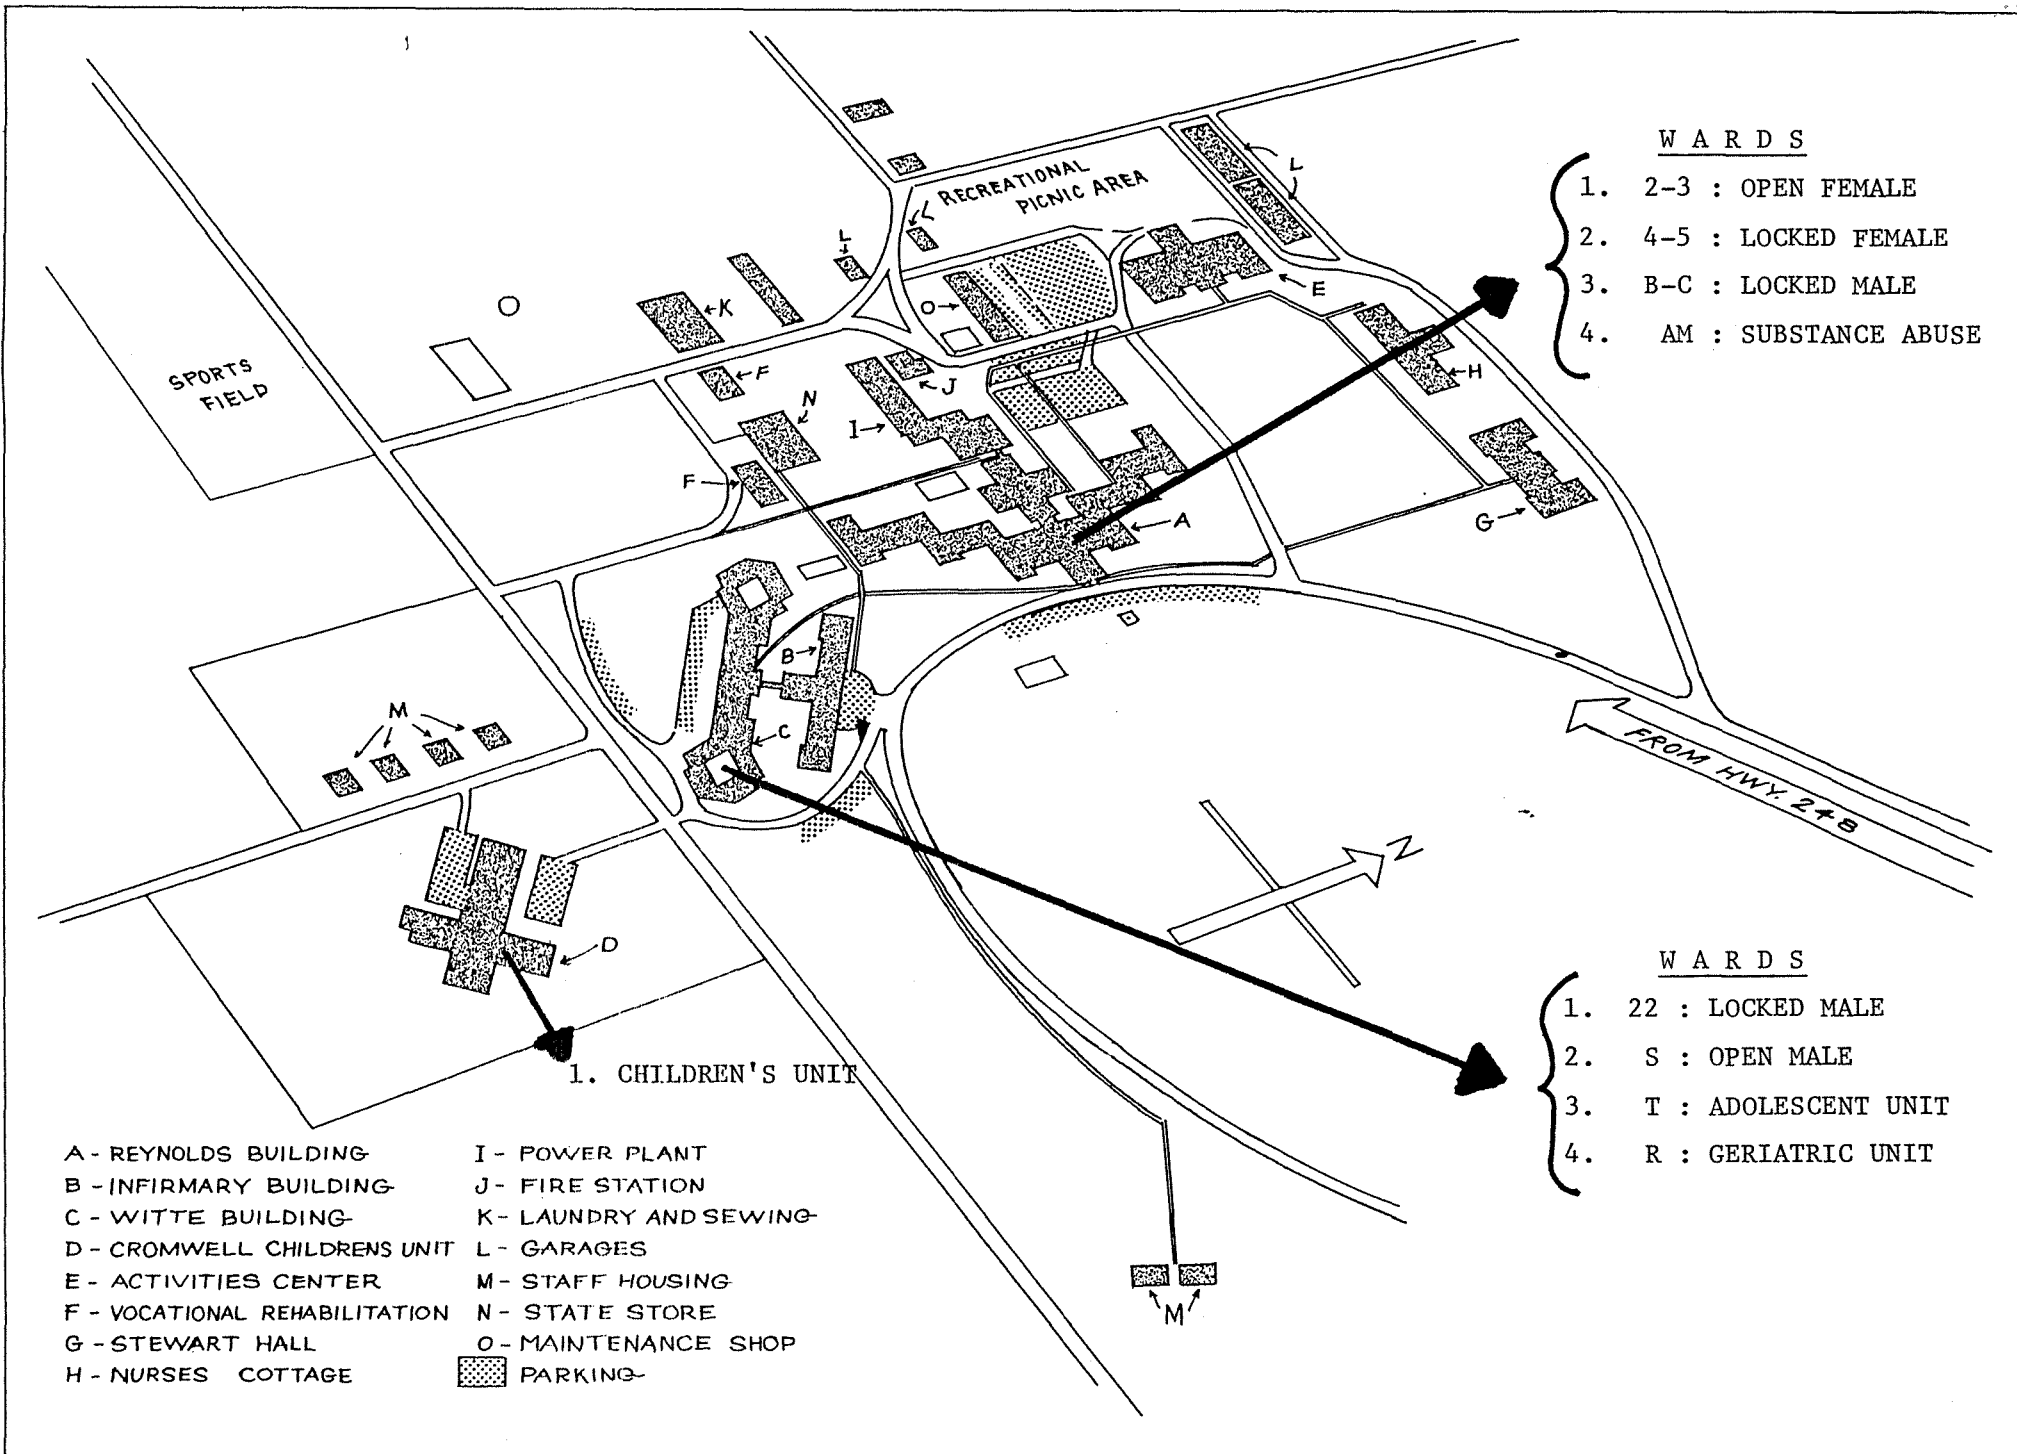 W A R D S
1. 2-3 : OPEN FEMALE
2. 4-5 : LOCKED FEMALE
3. B-C : LOCKED MALE
4. AM : SUBSTANCE ABUSE
RECREATIONAL
PICNIC AREA
L
L
L
K
O
E
SPORTS
FIELD
F
N
J
H
I
F
A
G
B
C
M
FROM HWY. 248
N
D
1. CHILDREN'S UNIT
W A R D S
1. 22 : LOCKED MALE
2. S : OPEN MALE
3. T : ADOLESCENT UNIT
4. R : GERIATRIC UNIT
M
A - REYNOLDS BUILDING
B - INFIRMARY BUILDING
C - WITTE BUILDING
D - CROMWELL CHILDRENS UNIT
E - ACTIVITIES CENTER
F - VOCATIONAL REHABILITATION
G - STEWART HALL
H - NURSES COTTAGE
I - POWER PLANT
J - FIRE STATION
K - LAUNDRY AND SEWING
L - GARAGES
M - STAFF HOUSING
N - STATE STORE
O - MAINTENANCE SHOP
PARKING